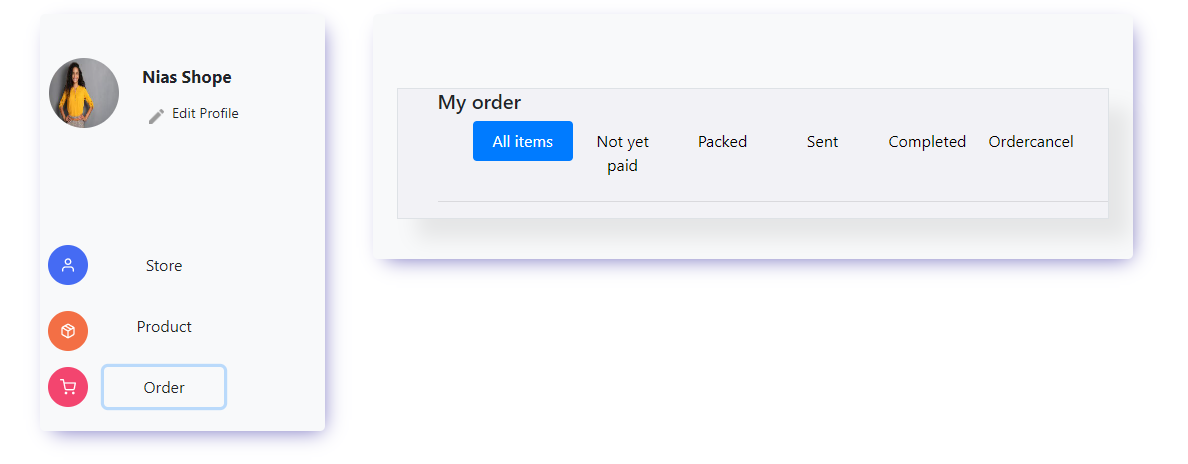 Nias Shope
Edit Profile
Store
Product
Order
My order
All items
Not yet
paid
Packed
Sent
Completed
Ordercancel